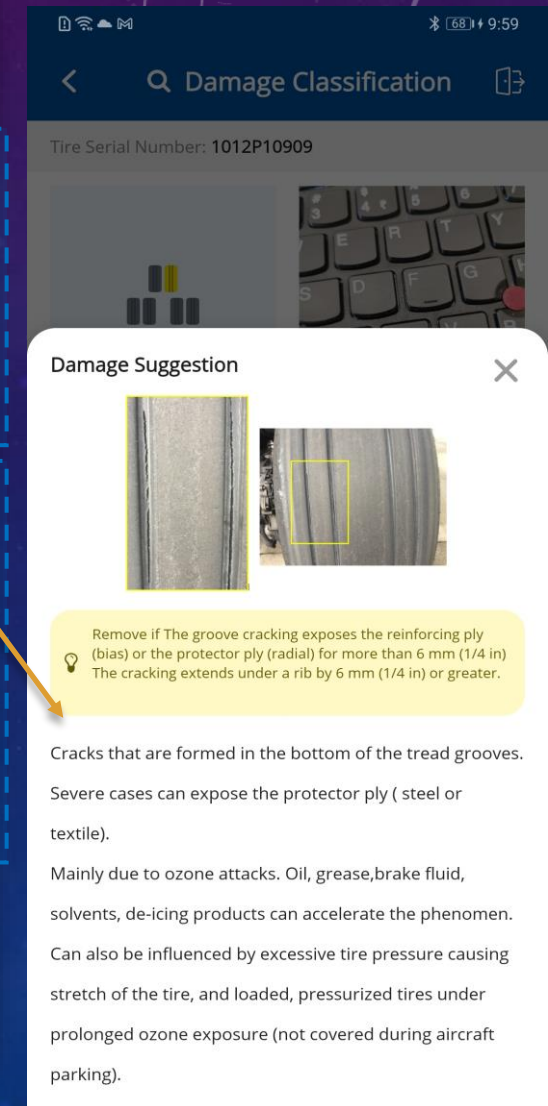 68 9:59
Damage Classification
Tire Serial Number: 1012P10909
# 
3 4 ₹ 5 6
E R T Y
S D F G H
V B
Damage Suggestion
Remove if The groove cracking exposes the reinforcing ply
(bias) or the protector ply (radial) for more than 6 mm (1/4 in)
The cracking extends under a rib by 6 mm (1/4 in) or greater.
Cracks that are formed in the bottom of the tread grooves.
Severe cases can expose the protector ply ( steel or
textile).
Mainly due to ozone attacks. Oil, grease,brake fluid,
solvents, de-icing products can accelerate the phenomen.
Can also be influenced by excessive tire pressure causing
stretch of the tire, and loaded, pressurized tires under
prolonged ozone exposure (not covered during aircraft
parking).